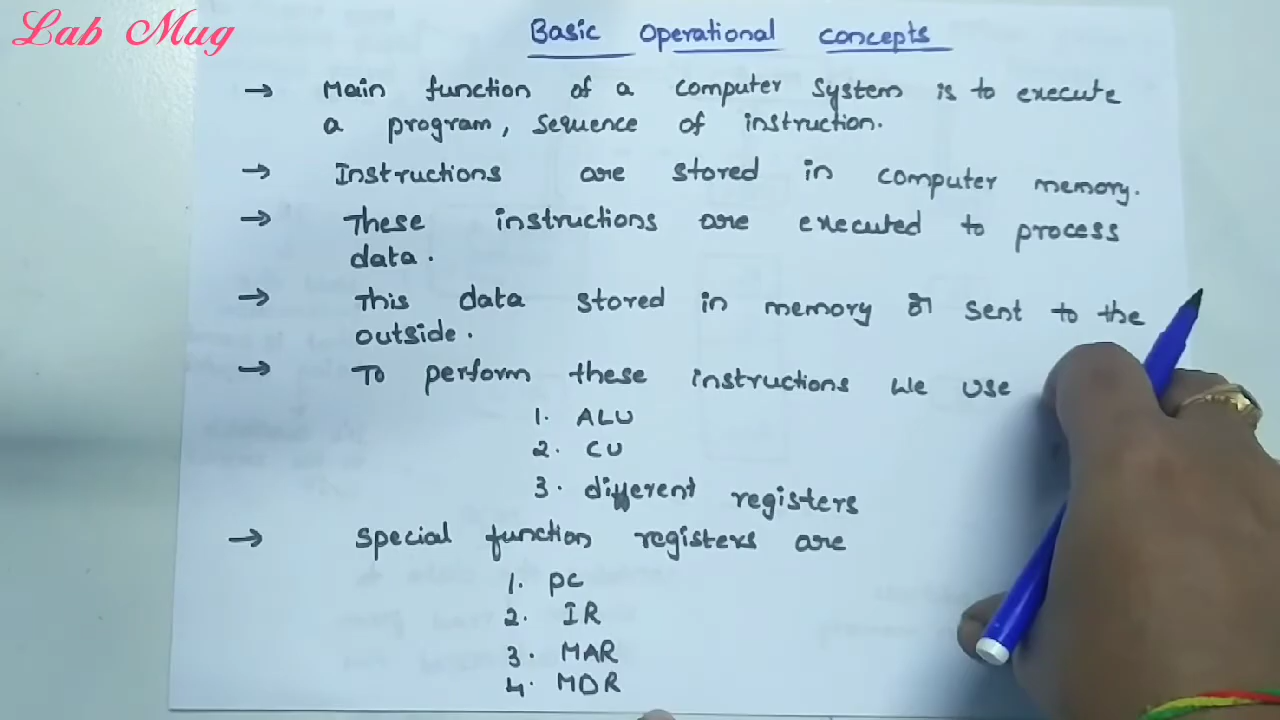 Lab Mug
Basic Operational concepts
→ Main function of a computer System is to execute
a program, sequence of instruction.
→ Instructions are stored in computer memory.
→ These instructions are executed to process
data.
→ This data stored in memory or sent to the
outside.
→ To perform these instructions we use
1. ALU
2. CU
3. different registers
→ Special function registers are
1. PC
2. IR
3. MAR
4. MDR